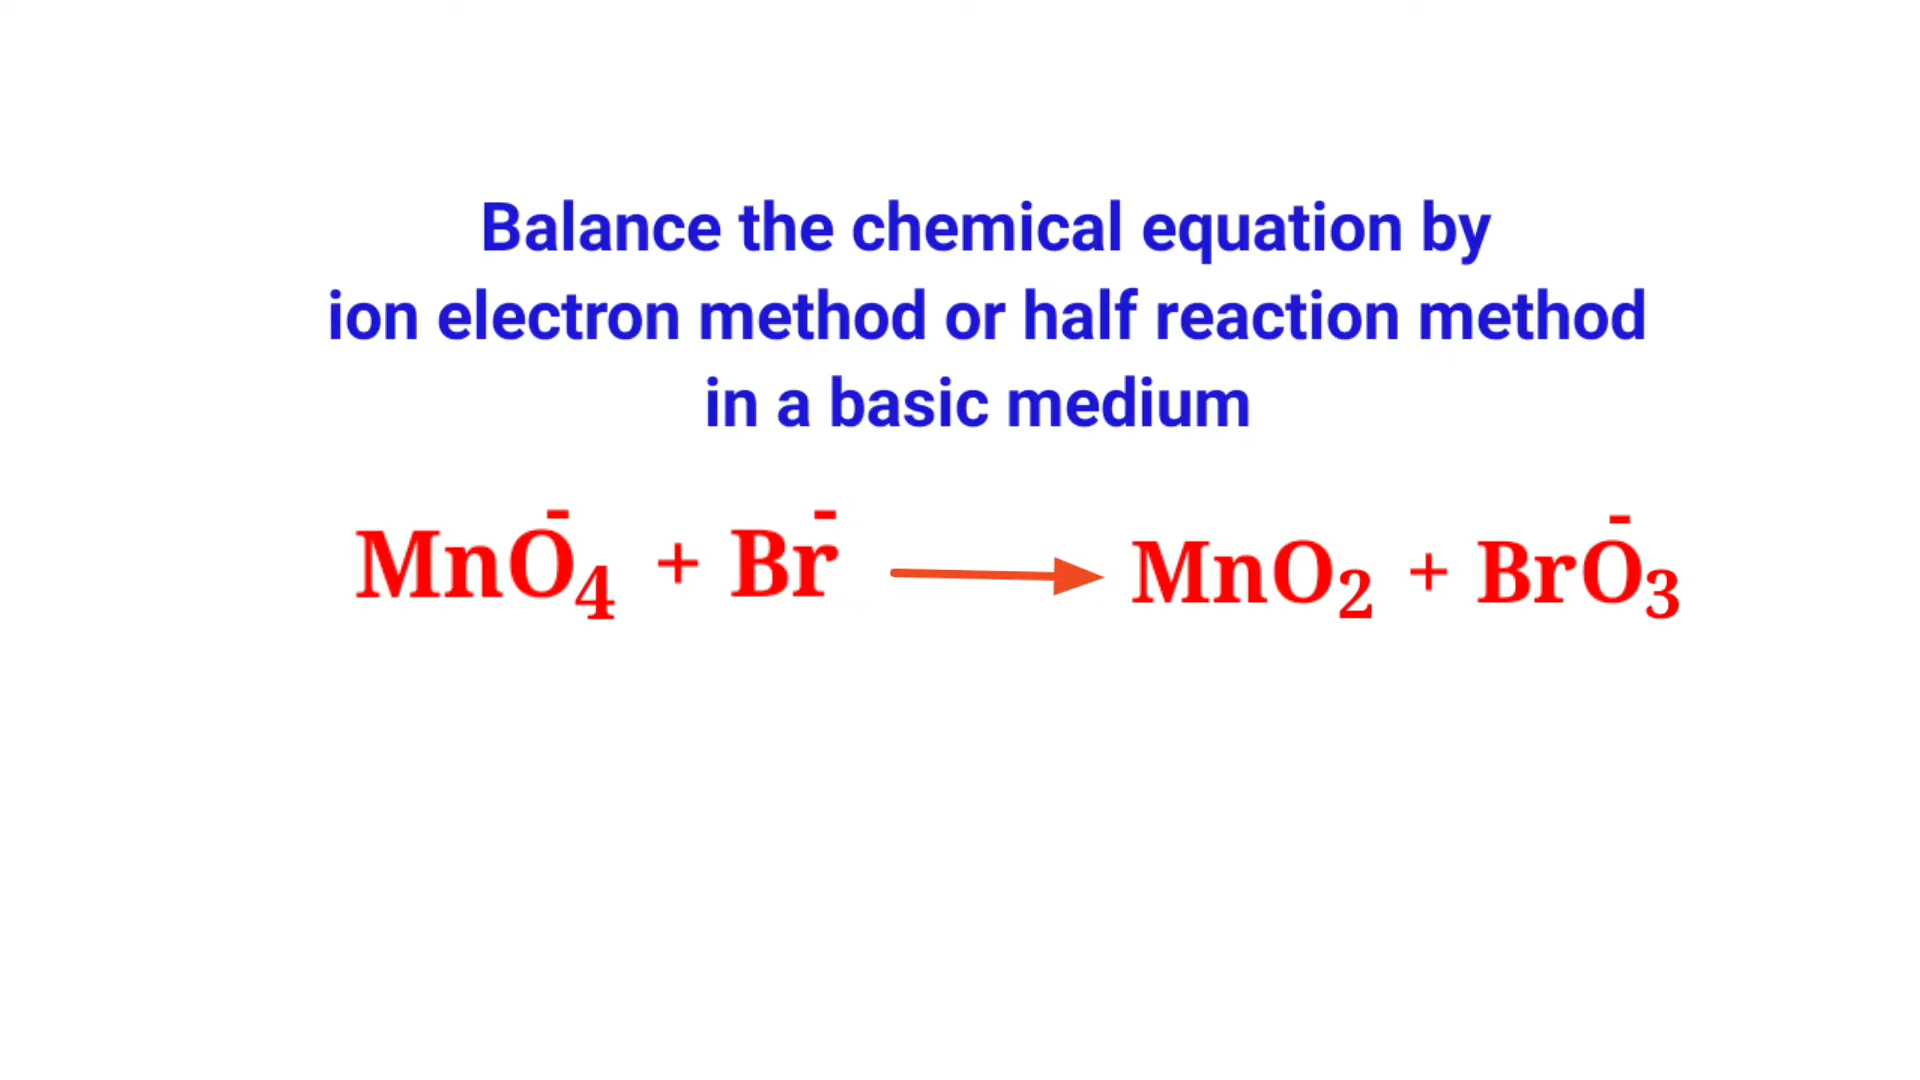 Balance the chemical equation by
ion electron method or half reaction method
in a basic medium
MnO₄⁻ + Br⁻ → MnO₂ + BrO₃⁻